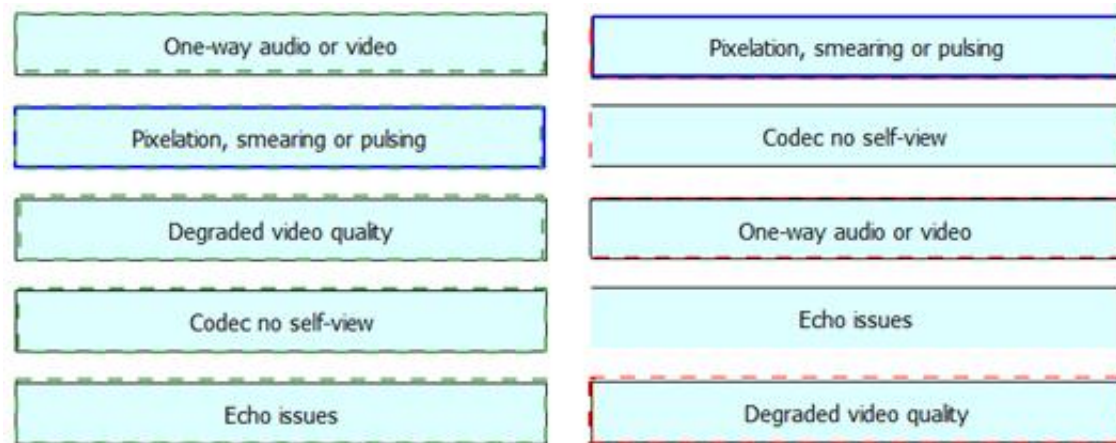 One-way audio or video
Pixelation, smearing or pulsing
Degraded video quality
Codec no self-view
Echo issues
Pixelation, smearing or pulsing
Codec no self-view
One-way audio or video
Echo issues
Degraded video quality